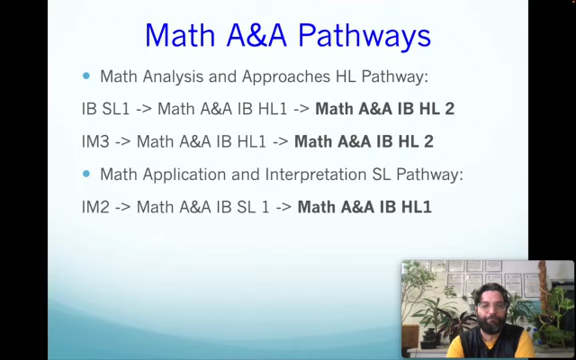 Math A&A Pathways
Math Analysis and Approaches HL Pathway:
IB SL1 -> Math A&A IB HL1 -> Math A&A IB HL 2
IM3 -> Math A&A IB HL1 -> Math A&A IB HL 2
Math Application and Interpretation SL Pathway:
IM2 -> Math A&A IB SL 1 -> Math A&A IB HL1